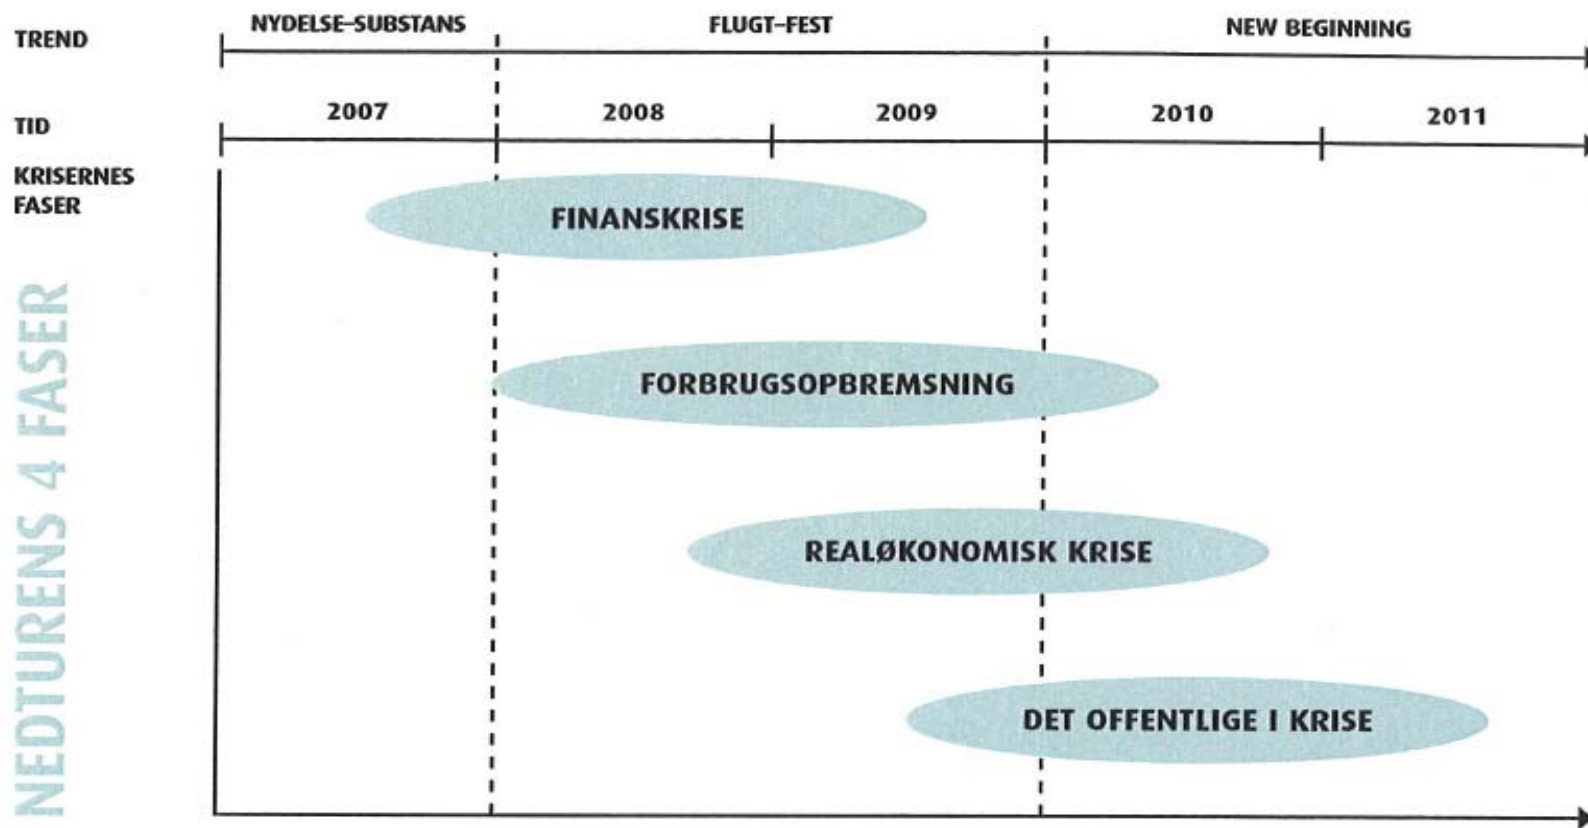 TREND
NYDELSE–SUBSTANS
FLUGT–FEST
NEW BEGINNING
TID
2007
2008
2009
2010
2011
KRISERNES
FASER
NEDTURENS 4 FASER
FINANSKRISE
FORBRUGSOPBREMSNING
REALØKONOMISK KRISE
DET OFFENTLIGE I KRISE